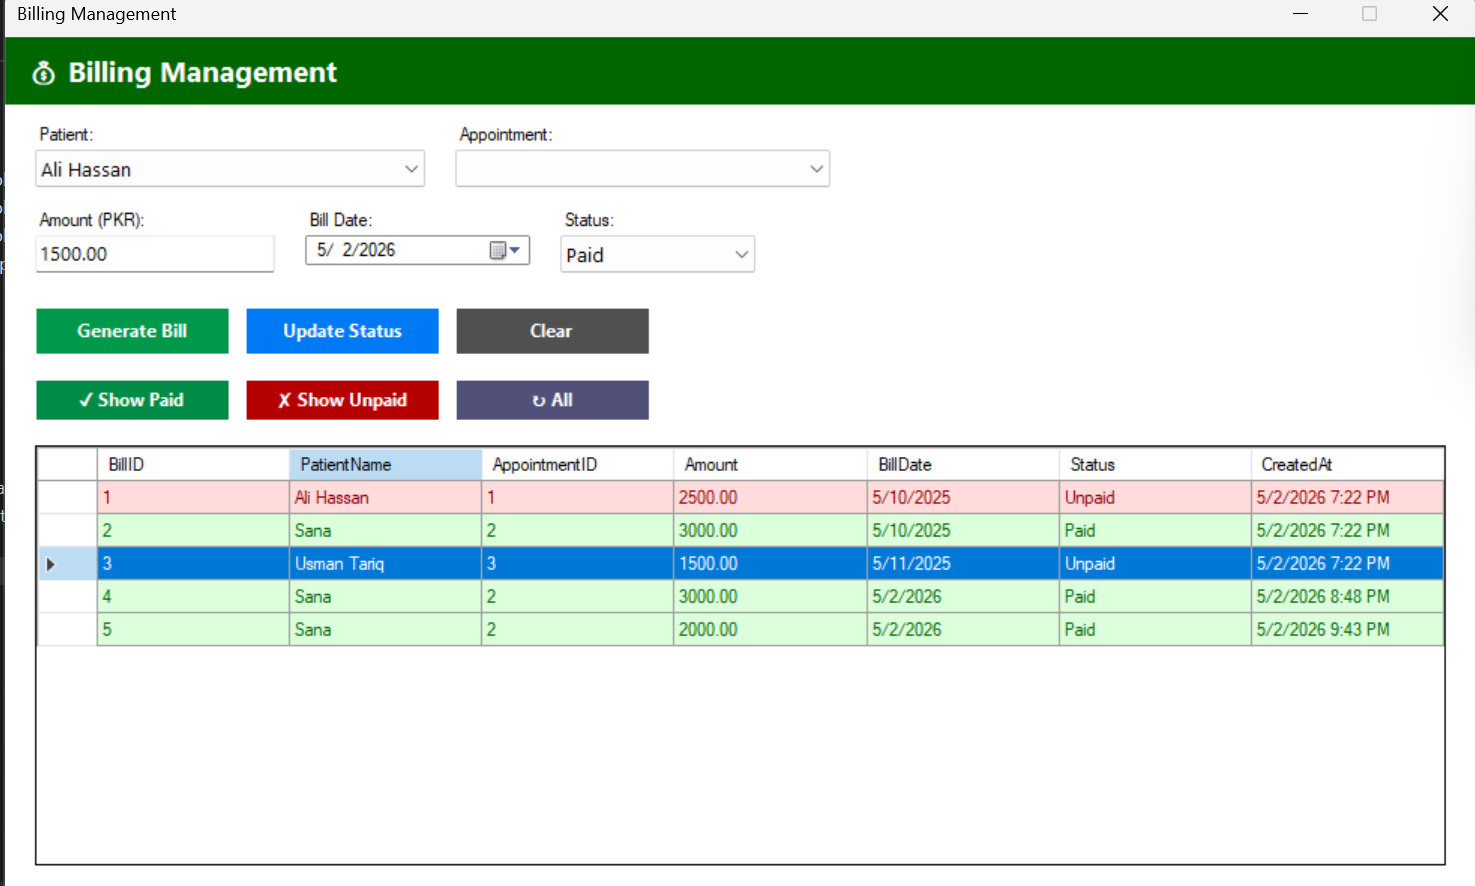 Billing Management
Billing Management
Patient: Appointment:
Ali Hassan
Amount (PKR): Bill Date: Status:
1500.00 5/ 2/2026 Paid
Generate Bill Update Status Clear
✓ Show Paid ✗ Show Unpaid ↻ All
BillID PatientName AppointmentID Amount BillDate Status CreatedAt
1 Ali Hassan 1 2500.00 5/10/2025 Unpaid 5/2/2026 7:22 PM
2 Sana 2 3000.00 5/10/2025 Paid 5/2/2026 7:22 PM
3 Usman Tariq 3 1500.00 5/11/2025 Unpaid 5/2/2026 7:22 PM
4 Sana 2 3000.00 5/2/2026 Paid 5/2/2026 8:48 PM
5 Sana 2 2000.00 5/2/2026 Paid 5/2/2026 9:43 PM